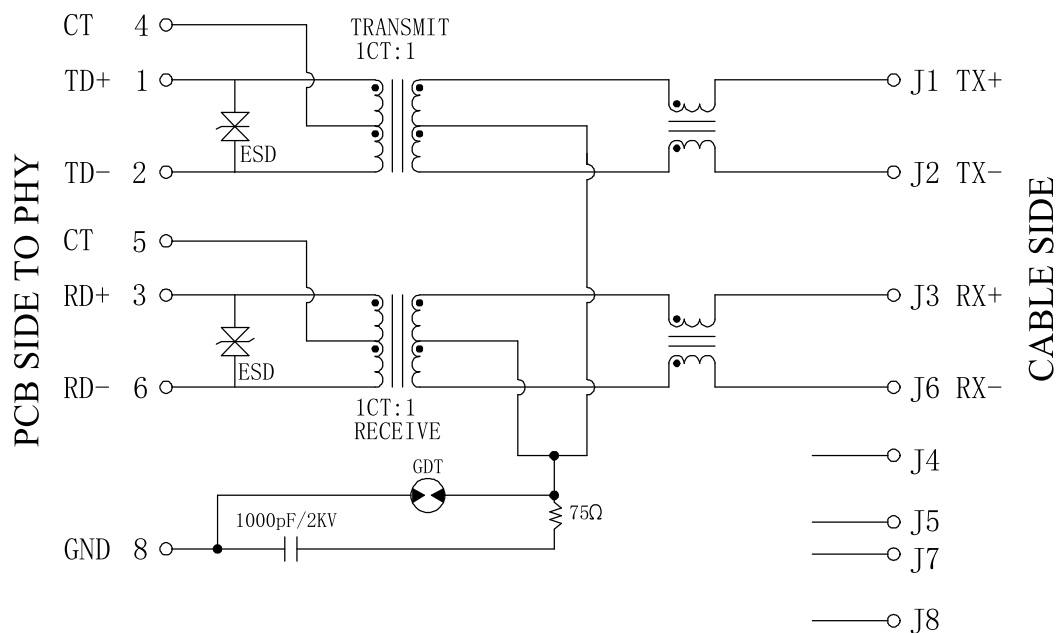 CT 4
TRANSMIT
1CT:1
TD+ 1
J1 TX+
ESD
TD- 2
J2 TX-
PCB SIDE TO PHY
CABLE SIDE
CT 5
RD+ 3
J3 RX+
ESD
RD- 6
J6 RX-
1CT:1
RECEIVE
J4
GDT
1000pF/2KV
75Ω
J5
GND 8
J7
J8